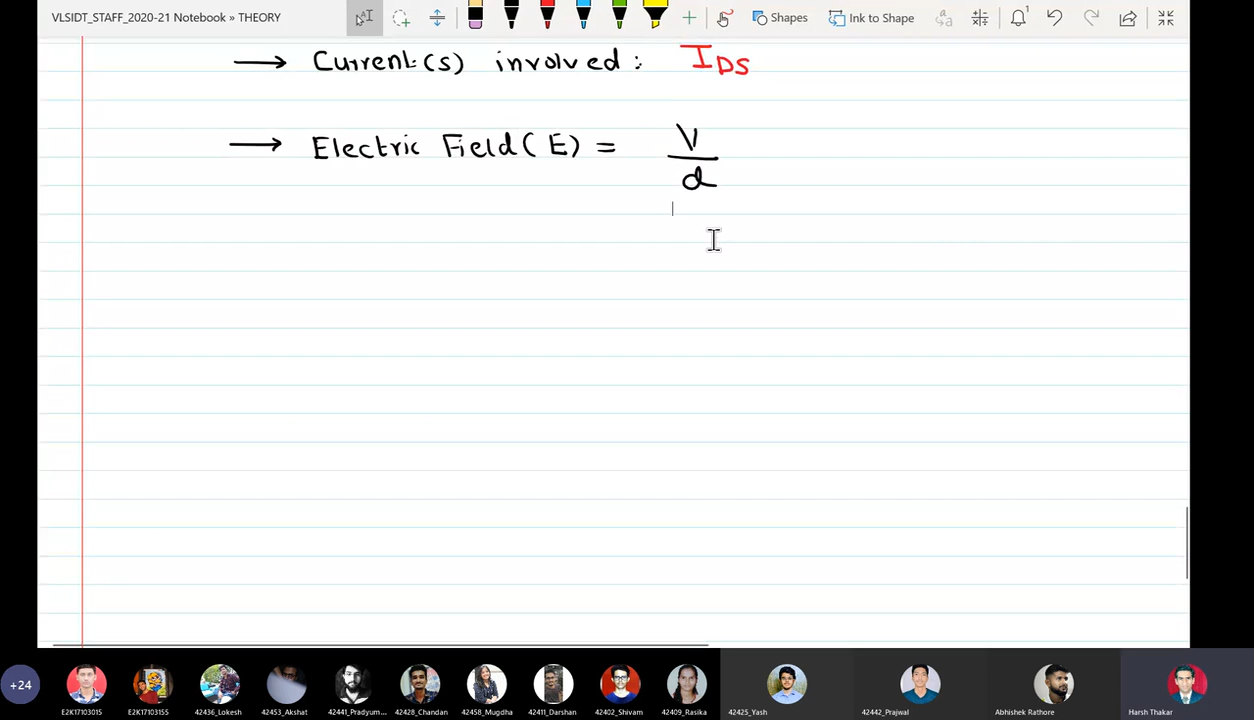 VLSIDT_STAFF_2020-21 Notebook » THEORY
Shapes
Ink to Shape
→ Current(s) involved : IDS
→ Electric Field(E) = V/d
+24
E2K17103015
E2K17103155
42436_Lokesh
42453_Akshat
42441_Pradyum...
42428_Chandan
42458_Mugdha
42411_Darshan
42402_Shivam
42409_Rasika
42425_Yash
42442_Prajwal
Abhishek Rathore
Harsh Thakar